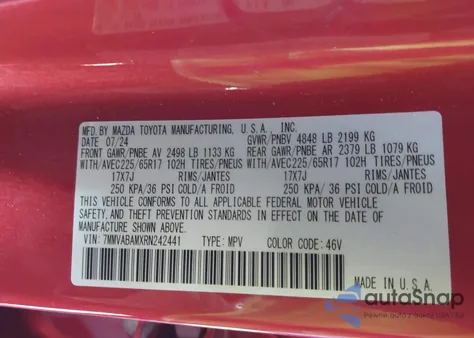 MFD. BY MAZDA TOYOTA MANUFACTURING, U.S.A., INC.
DATE 07/24 GVWR/PNBV 4848 LB 2199 KG
FRONT GAWR/PNBE AV 2498 LB 1133 KG REAR GAWR/PNBE AR 2379 LB 1079 KG
WITH/AVEC225/65R17 102H TIRES/PNEUS WITH/AVEC225/65R17 102H TIRES/PNEUS
17X7J RIMS/JANTES 17X7J RIMS/JANTES
250 KPA/36 PSI COLD/A FROID 250 KPA/36 PSI COLD/A FROID
THIS VEHICLE CONFORMS TO ALL APPLICABLE FEDERAL MOTOR VEHICLE
SAFETY, AND THEFT PREVENTION STANDARDS IN EFFECT ON THE DATE OF
MANUFACTURE SHOWN ABOVE.
VIN: 7MMVABAMXRN242441 TYPE: MPV COLOR: 46V
MADE IN U.S.A.
autoSnap